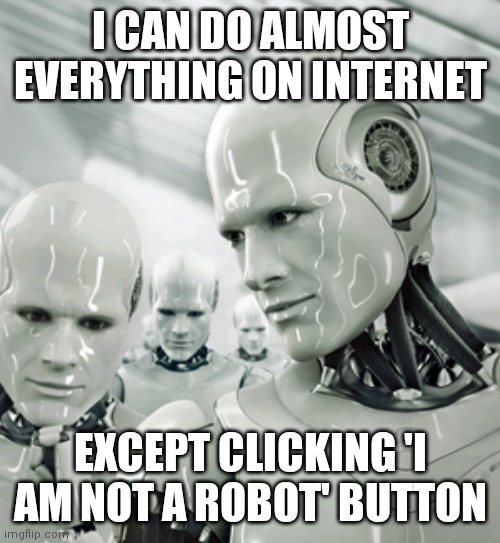 I CAN DO ALMOST
EVERYTHING ON INTERNET
EXCEPT CLICKING 'I
AM NOT A ROBOT' BUTTON
imgflip.com